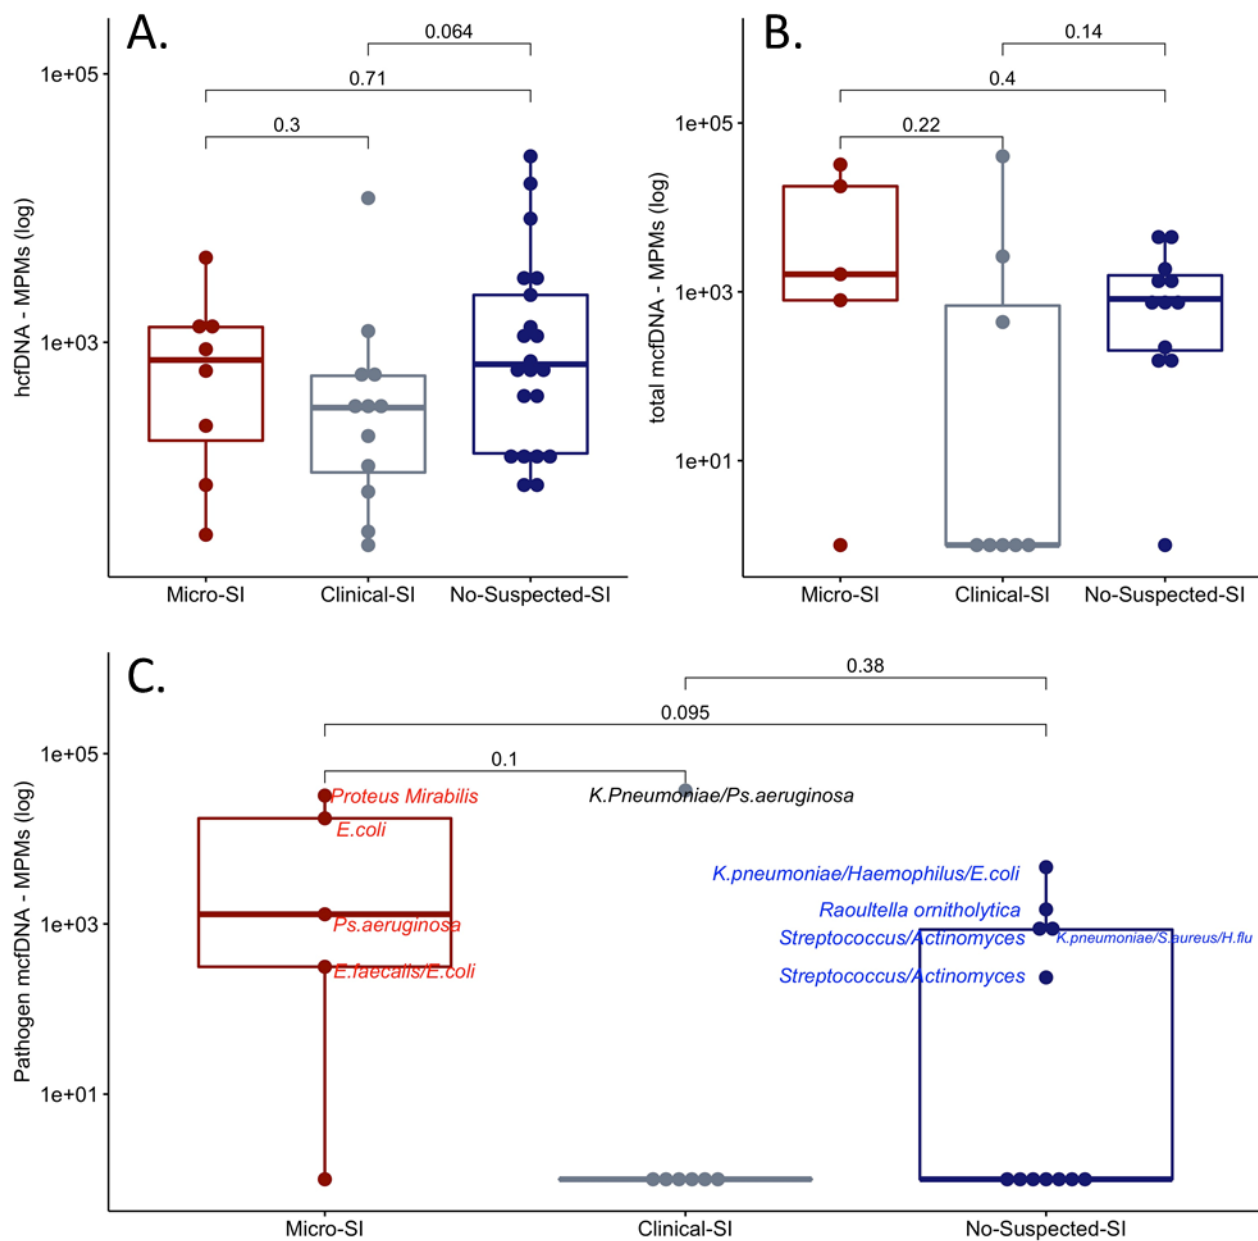 A.
0.064
0.71
0.3
1e+05
1e+03
hcfDNA - MPMs (log)
Micro-SI
Clinical-SI
No-Suspected-SI
B.
0.14
0.4
0.22
1e+05
1e+03
1e+01
total mcfDNA - MPMs (log)
Micro-SI
Clinical-SI
No-Suspected-SI
C.
0.38
0.095
0.1
1e+05
1e+03
1e+01
Pathogen mcfDNA - MPMs (log)
Proteus Mirabilis
E.coli
Ps.aeruginosa
E.faecalis/E.coli
K.Pneumoniae/Ps.aeruginosa
K.pneumoniae/Haemophilus/E.coli
Raoultella ornitholytica
Streptococcus/Actinomyces
K.pneumoniae/S.aureus/H.flu
Streptococcus/Actinomyces
Micro-SI
Clinical-SI
No-Suspected-SI